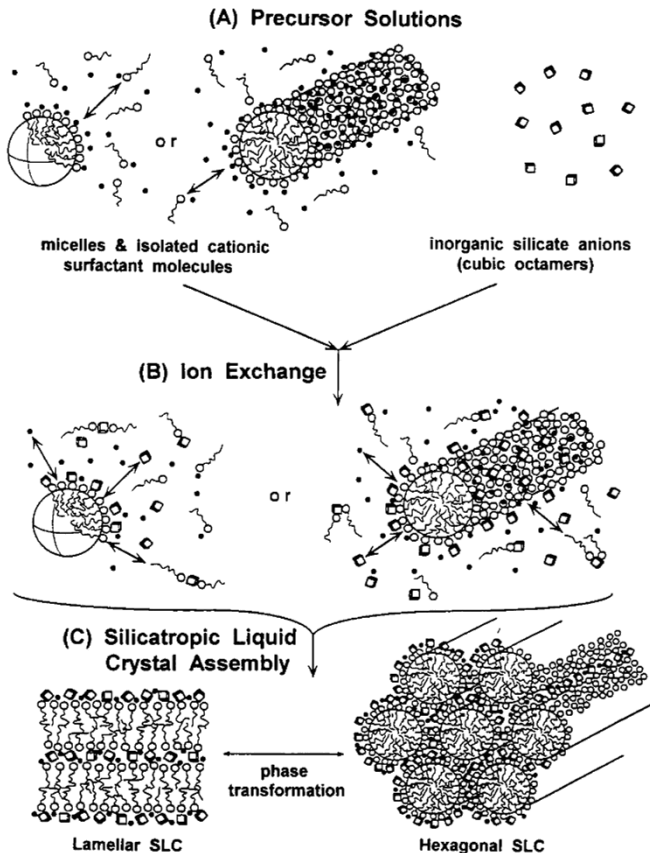 (A) Precursor Solutions
or
micelles & isolated cationic
surfactant molecules
inorganic silicate anions
(cubic octamers)
(B) Ion Exchange
or
(C) Silicatropic Liquid
Crystal Assembly
phase
transformation
Lamellar SLC
Hexagonal SLC